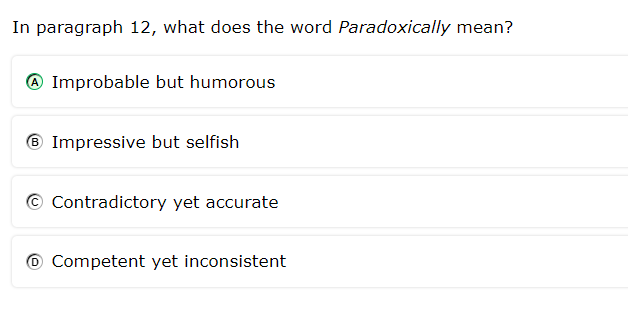 In paragraph 12, what does the word Paradoxically mean?
A Improbable but humorous
B Impressive but selfish
C Contradictory yet accurate
D Competent yet inconsistent